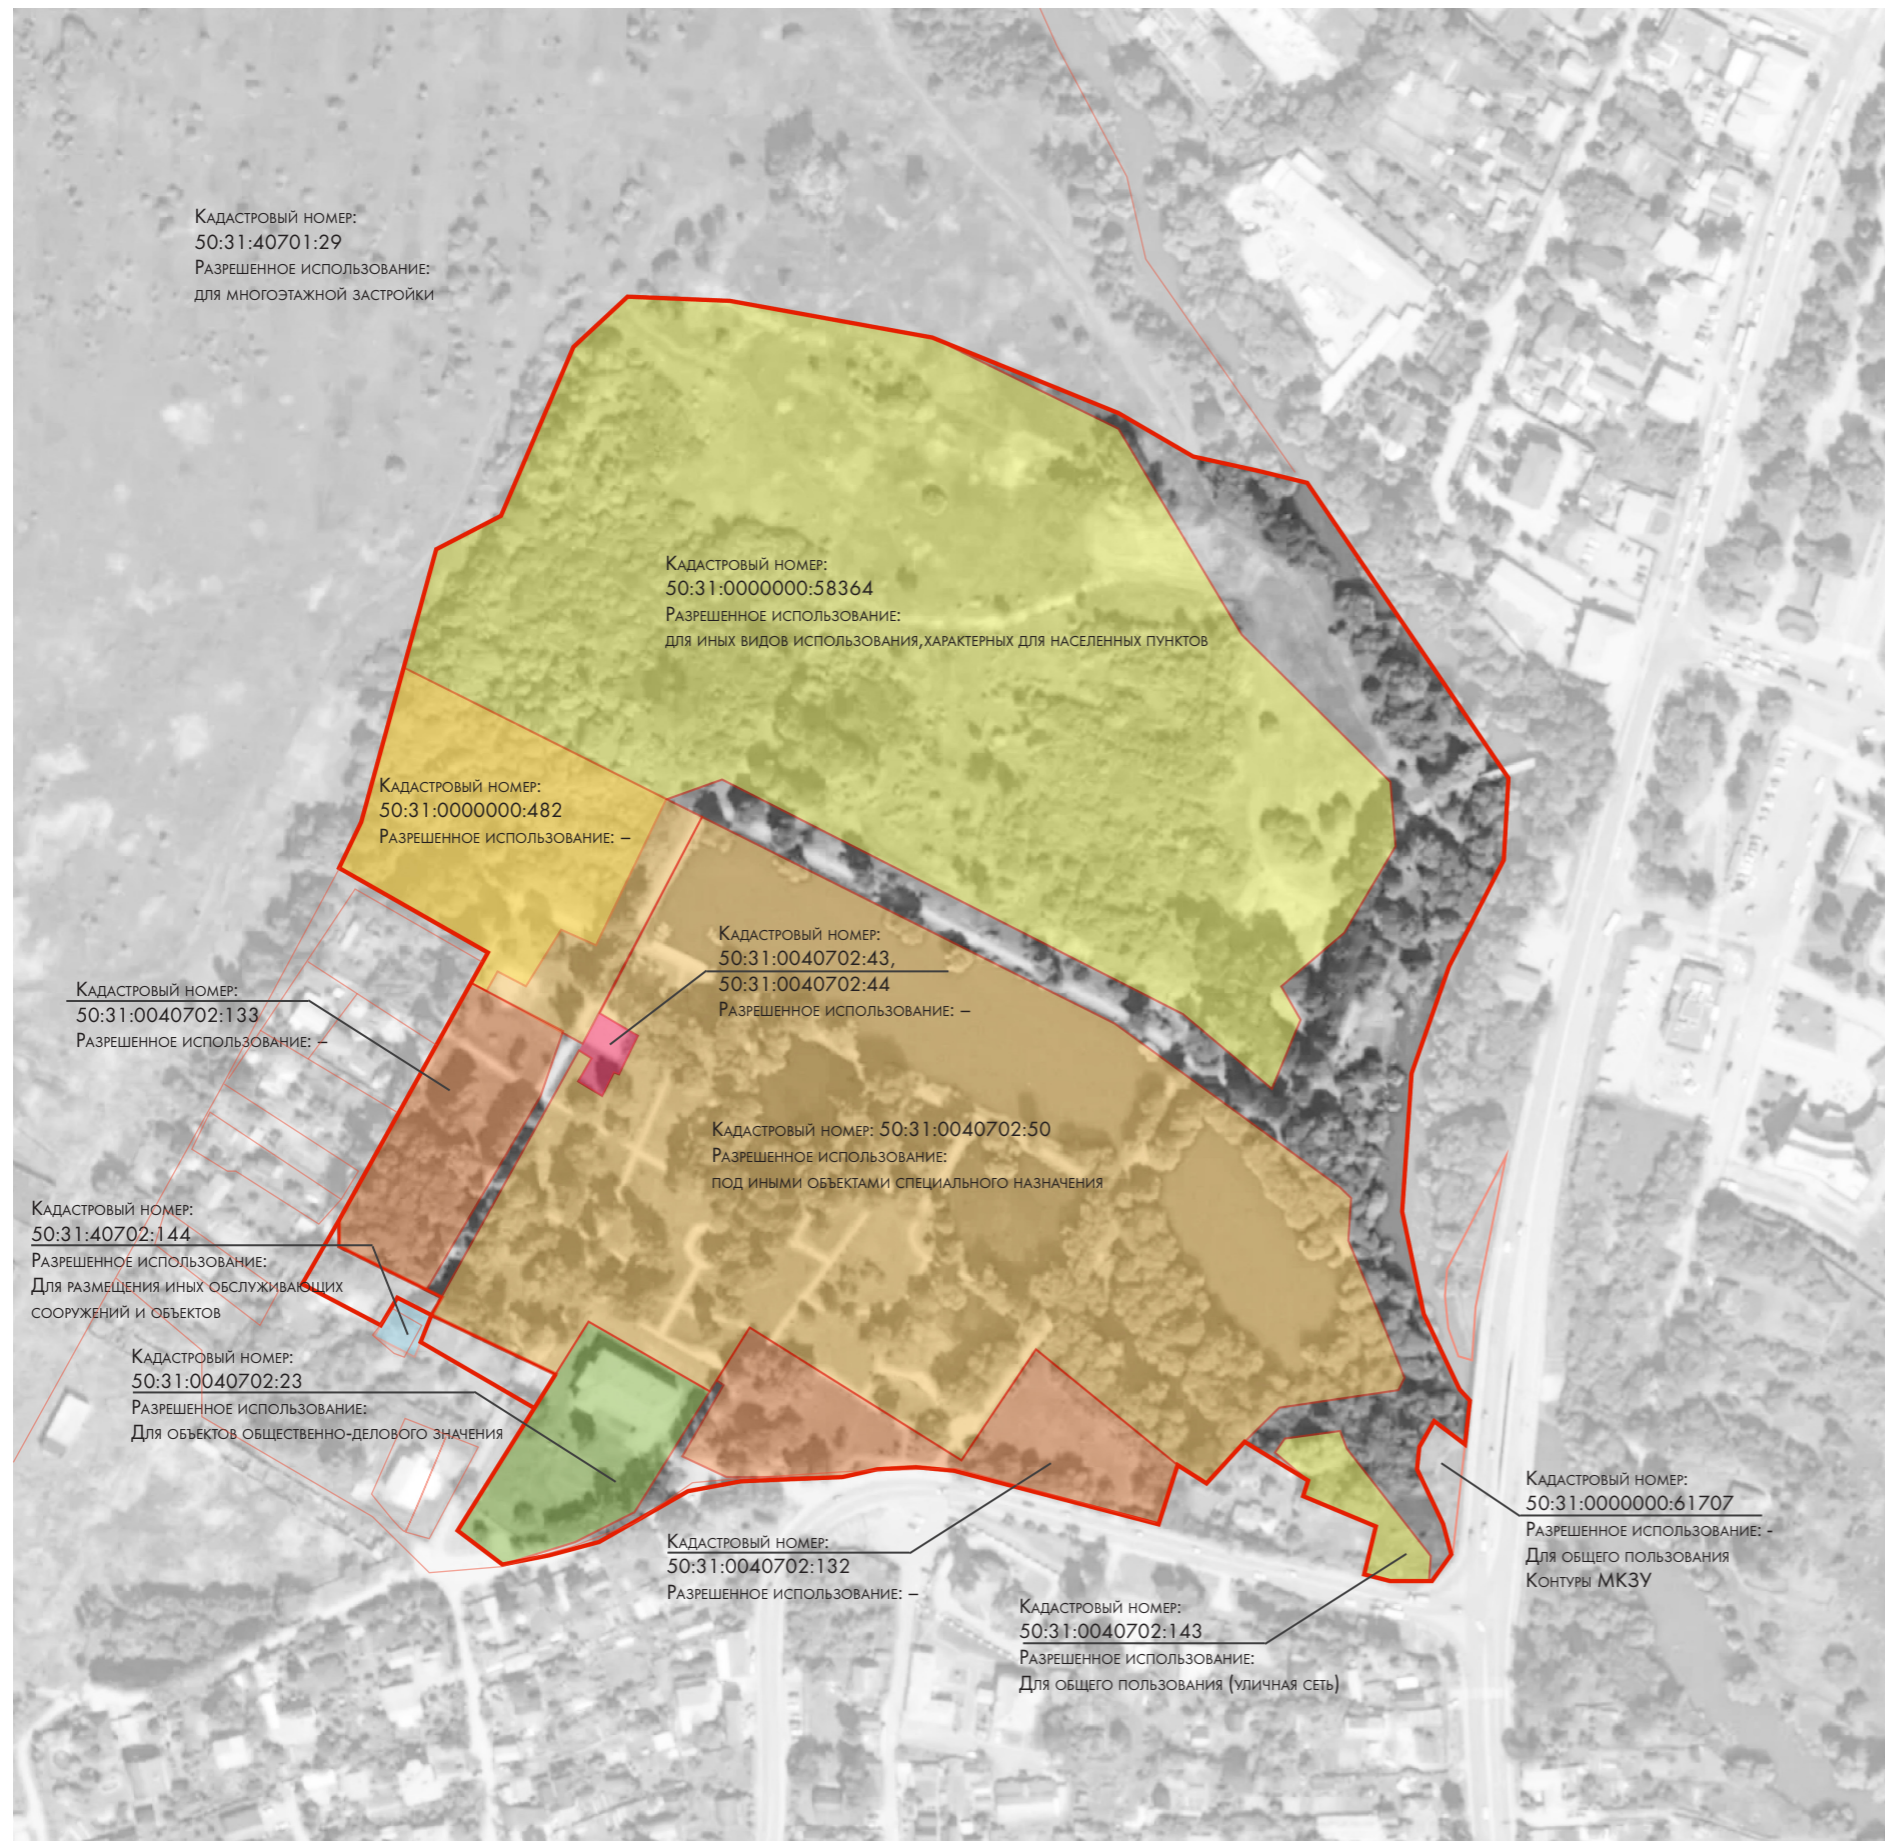 Кадастровый номер:
50:31:40701:29
Разрешенное использование:
для многоэтажной застройки
Кадастровый номер:
50:31:0000000:58364
Разрешенное использование:
для иных видов использования,характерных для населенных пунктов
Кадастровый номер:
50:31:0000000:482
Разрешенное использование: –
Кадастровый номер:
50:31:0040702:43,
50:31:0040702:44
Разрешенное использование: –
Кадастровый номер:
50:31:0040702:133
Разрешенное использование: –
Кадастровый номер: 50:31:0040702:50
Разрешенное использование:
под иными объектами специального назначения
Кадастровый номер:
50:31:40702:144
Разрешенное использование:
Для размещения иных обслуживающих
сооружений и объектов
Кадастровый номер:
50:31:0040702:23
Разрешенное использование:
Для объектов общественно-делового значения
Кадастровый номер:
50:31:0000000:61707
Разрешенное использование: -
Для общего пользования
Контуры МКЗУ
Кадастровый номер:
50:31:0040702:132
Разрешенное использование: –
Кадастровый номер:
50:31:0040702:143
Разрешенное использование:
Для общего пользования (уличная сеть)